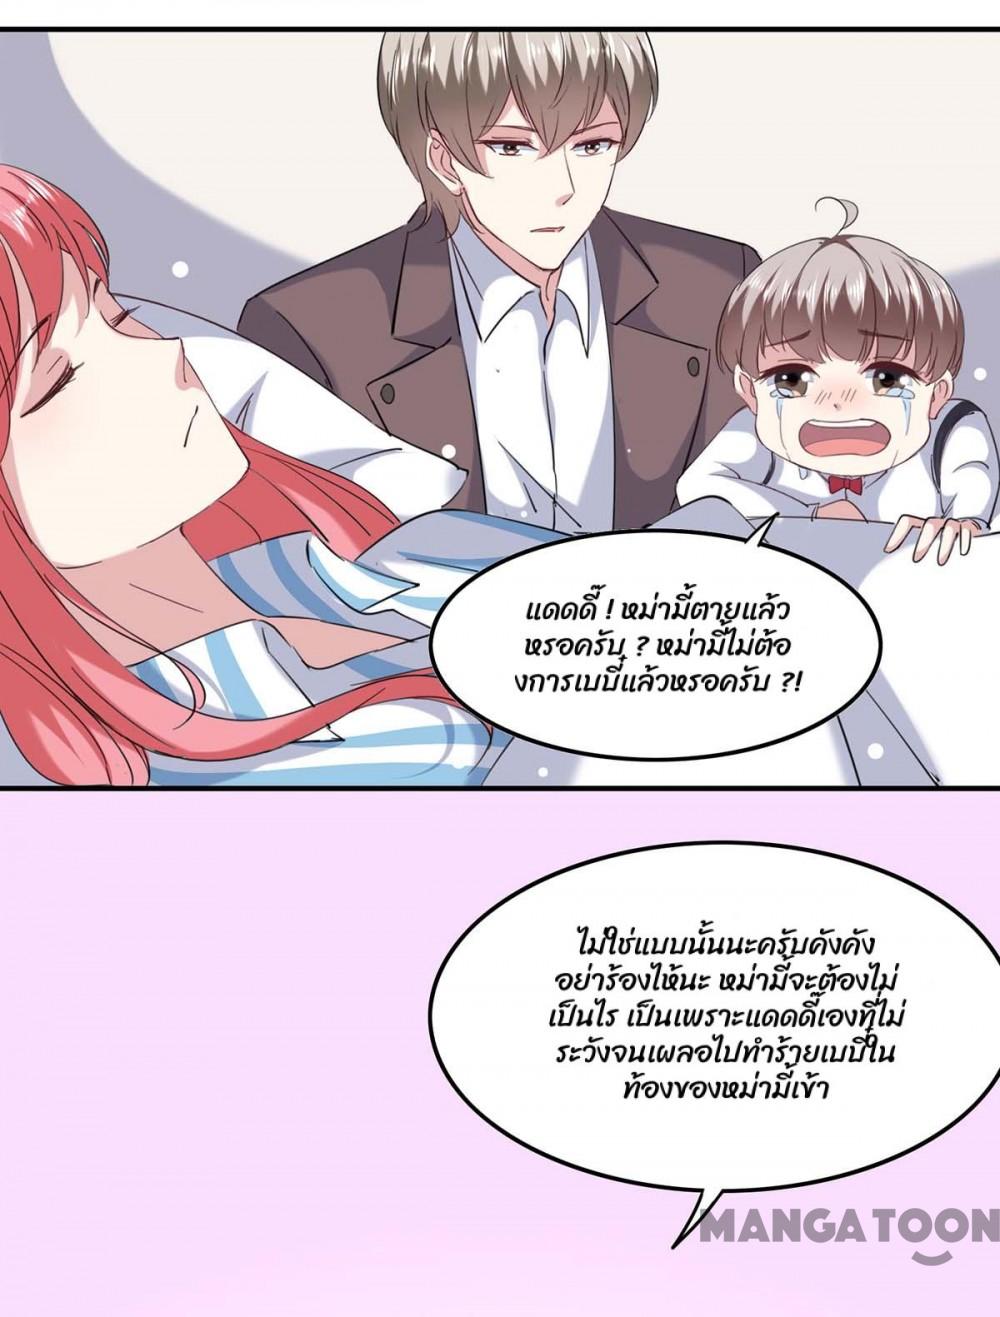 แดดดี๊ ! หม่ามี้ตายแล้ว
หรอครับ ? หม่ามี้ไม่ต้อ
งการเบบี๋แล้วหรอครับ ?!
ไม่ใช่แบบนั้นนะครับคังคัง
อย่าร้องไห้นะ หม่ามี้จะต้องไม่
เป็นไร เป็นเพราะแดดดี๊เองที่ไม่
ระวังจนเผลอไปทำร้ายเบบี๋ใน
ท้องของหม่ามี้เข้า
MANGATOON